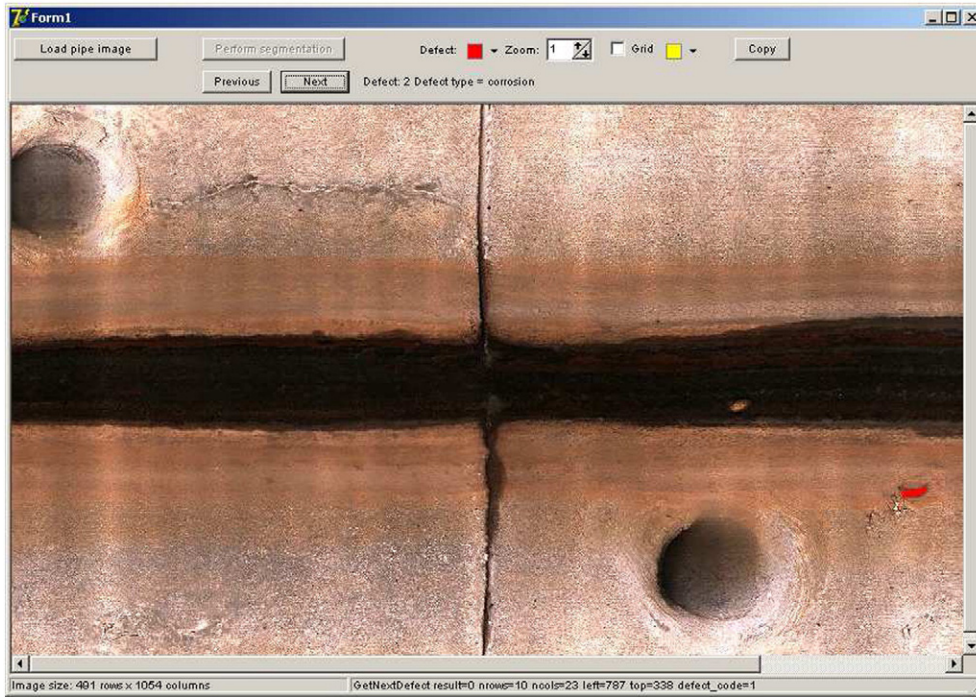 Form1
Load pipe image Perform segmentation Defect: Zoom: 1 Grid Copy
Previous Next Defect: 2 Defect type = corrosion
Image size: 491 rows x 1054 columns GetNextDefect result=0 nrows=10 ncols=23 left=787 top=338 defect_code=1